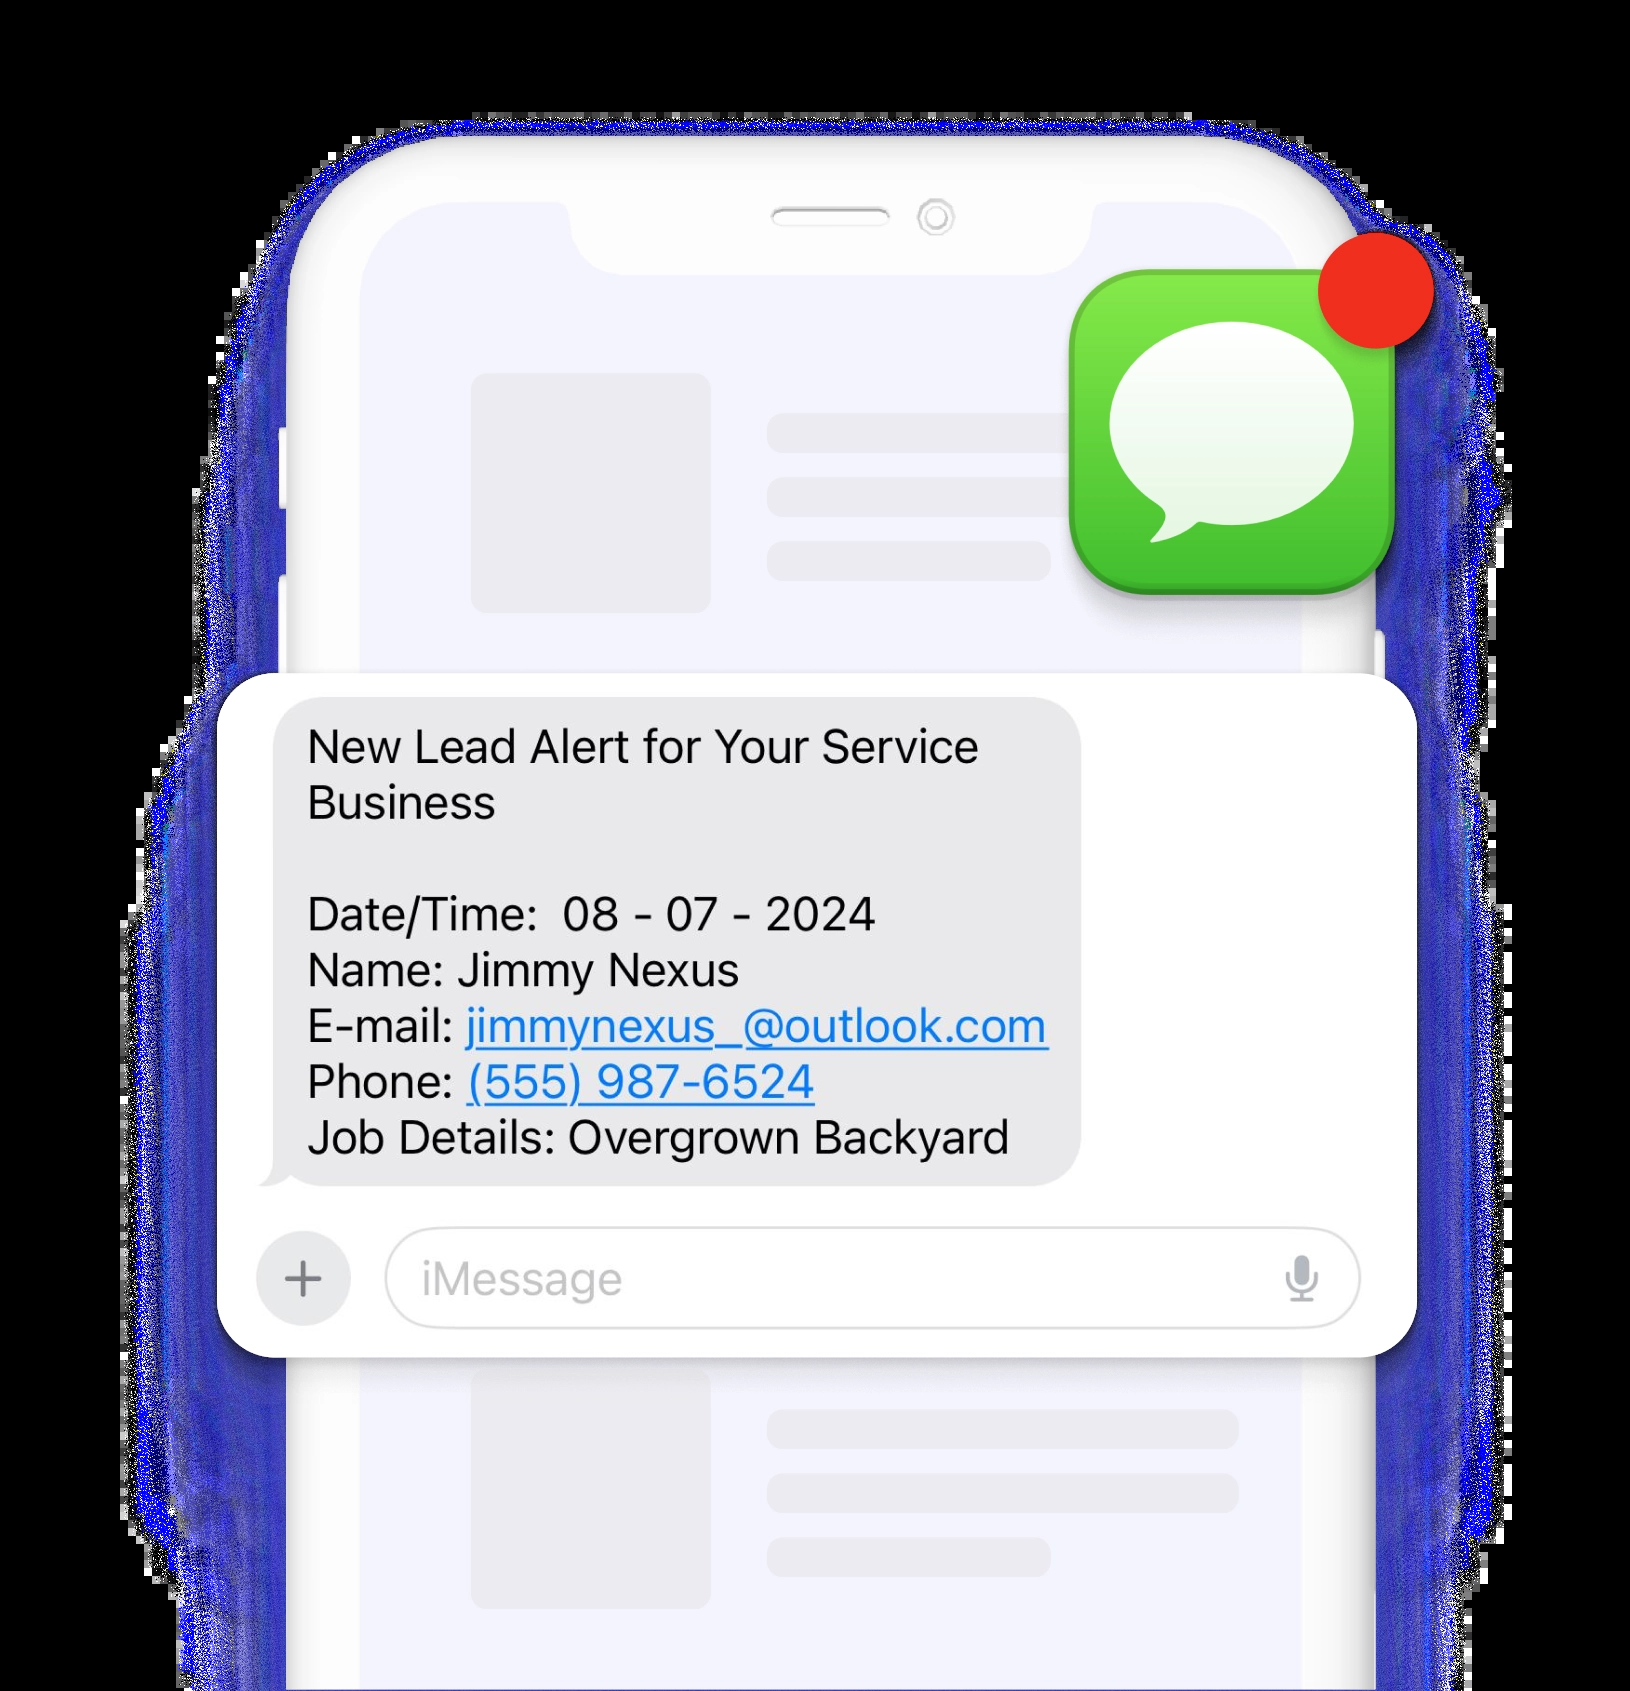 New Lead Alert for Your Service
Business
Date/Time:  08 - 07 - 2024
Name: Jimmy Nexus
E-mail: jimmynexus_@outlook.com
Phone: (555) 987-6524
Job Details: Overgrown Backyard
iMessage